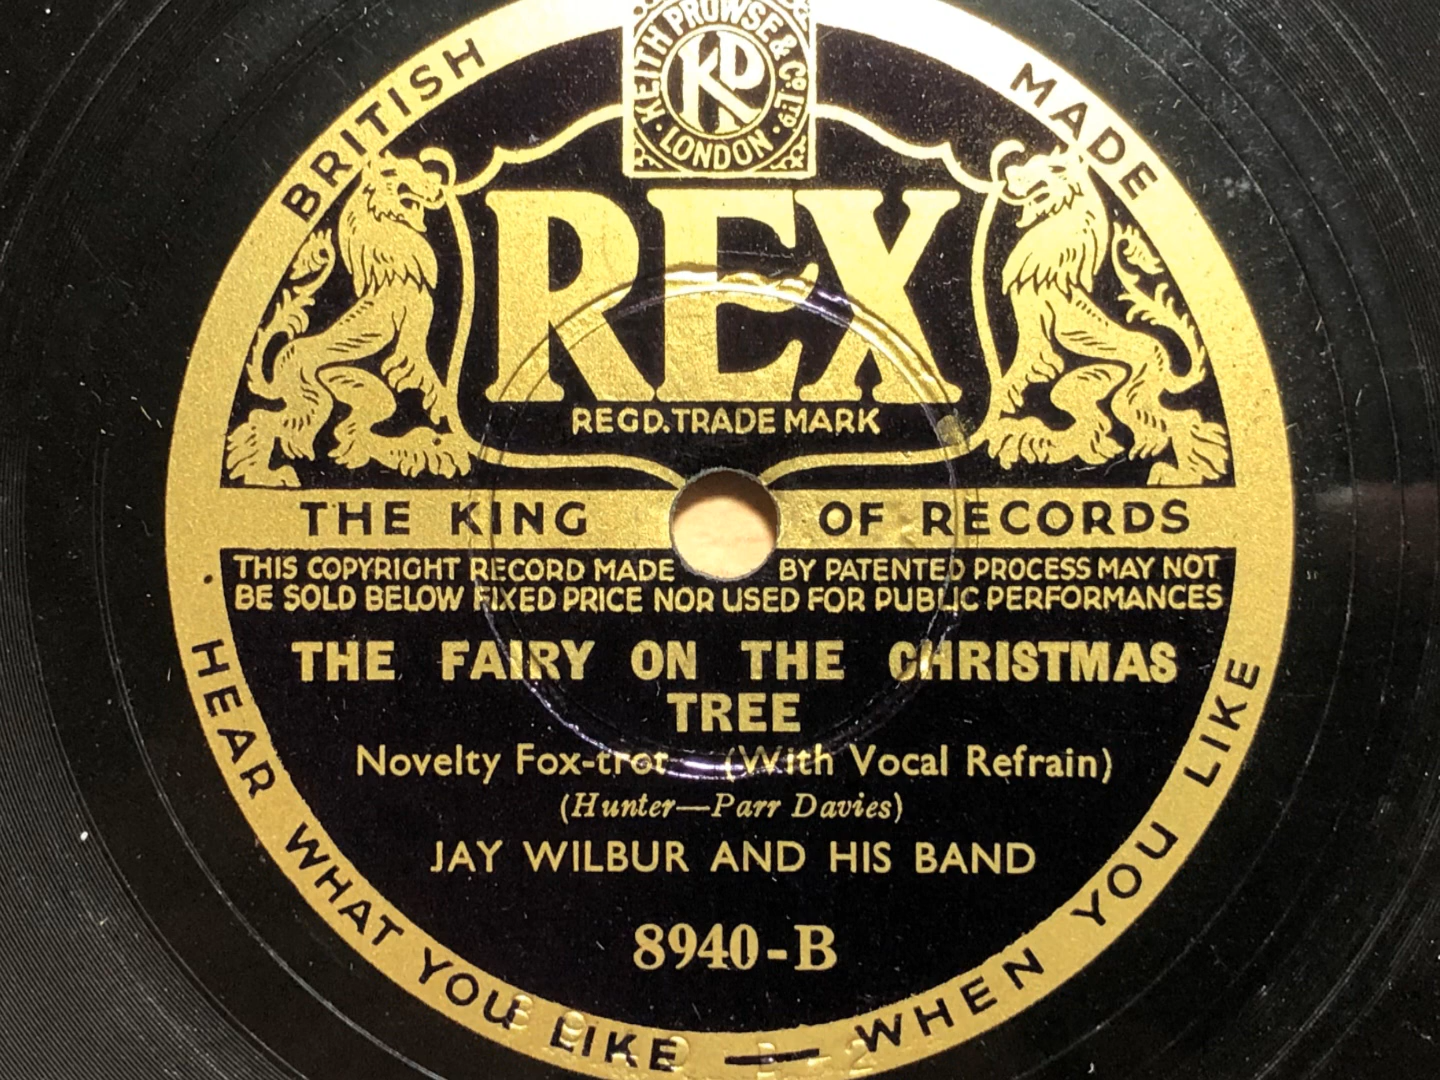 KEITH PROWSE & Co LTD
LONDON
KP
BRITISH MADE
REX
REGD. TRADE MARK
THE KING OF RECORDS
THIS COPYRIGHT RECORD MADE BY PATENTED PROCESS MAY NOT
BE SOLD BELOW FIXED PRICE NOR USED FOR PUBLIC PERFORMANCES
THE FAIRY ON THE CHRISTMAS
TREE
Novelty Fox-trot (With Vocal Refrain)
(Hunter—Parr Davies)
JAY WILBUR AND HIS BAND
8940-B
HEAR WHAT YOU LIKE — WHEN YOU LIKE